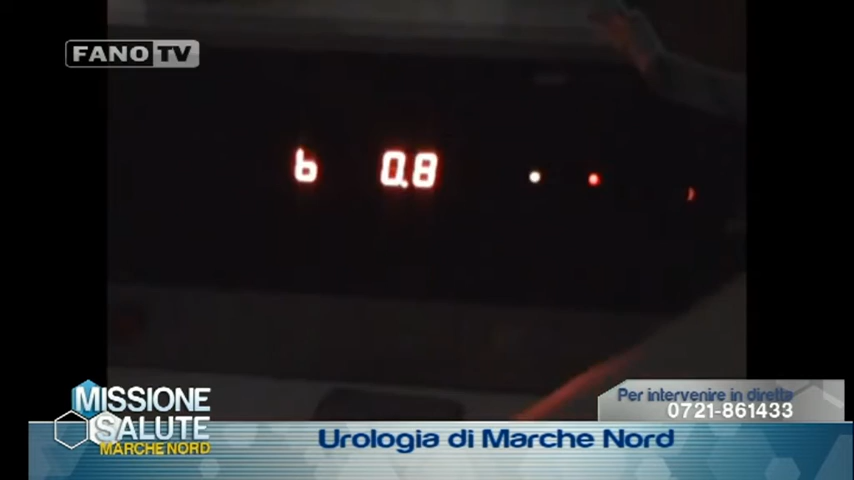 FANO TV
6 0.8
MISSIONE
SALUTE
MARCHE NORD
Urologia di Marche Nord
Per intervenire in diretta
0721-861433